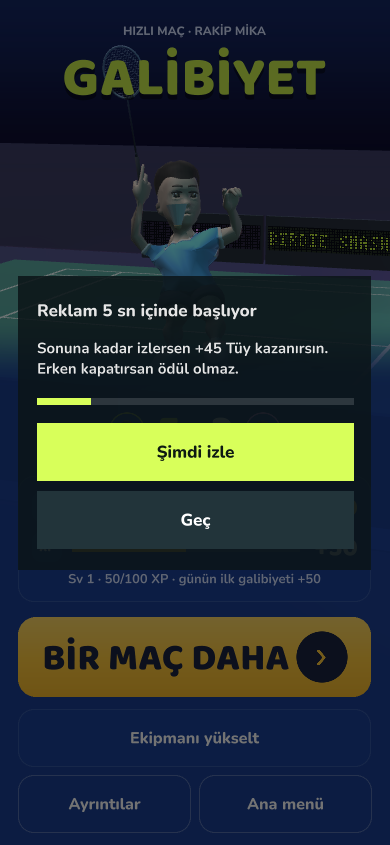 HIZLI MAÇ · RAKİP MİKA
GALİBİYET
BIRDIE SMASH
Reklam 5 sn içinde başlıyor
Sonuna kadar izlersen +45 Tüy kazanırsın.
Erken kapatırsan ödül olmaz.
Şimdi izle
Geç
Sv 1 · 50/100 XP · günün ilk galibiyeti +50
BİR MAÇ DAHA
Ekipmanı yükselt
Ayrıntılar
Ana menü